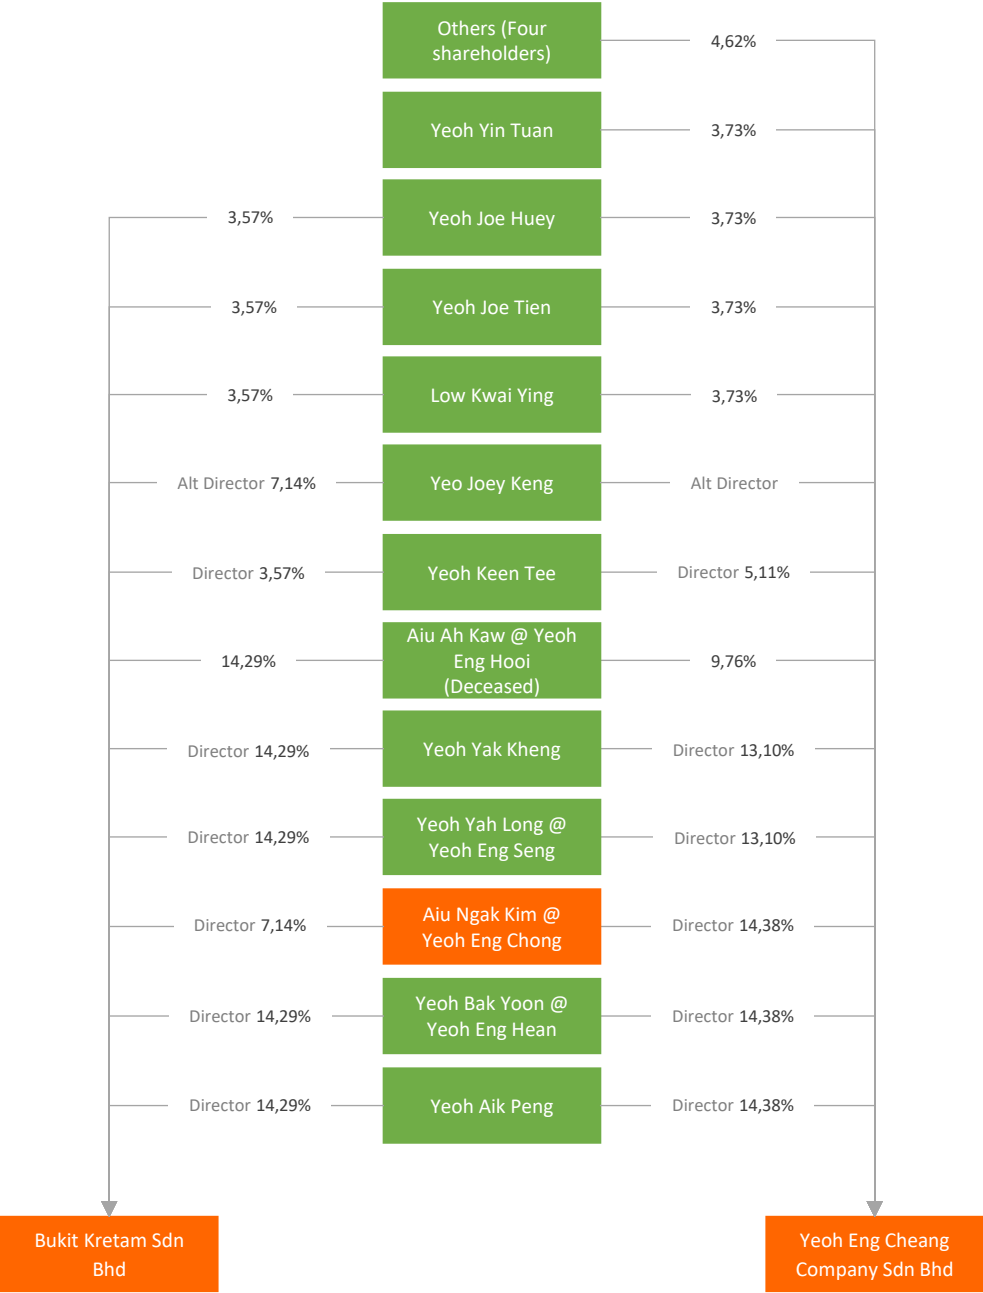 Others (Four
shareholders)
4,62%
Yeoh Yin Tuan
3,73%
3,57%
Yeoh Joe Huey
3,73%
3,57%
Yeoh Joe Tien
3,73%
3,57%
Low Kwai Ying
3,73%
Alt Director 7,14%
Yeo Joey Keng
Alt Director
Director 3,57%
Yeoh Keen Tee
Director 5,11%
14,29%
Aiu Ah Kaw @ Yeoh
Eng Hooi
(Deceased)
9,76%
Director 14,29%
Yeoh Yak Kheng
Director 13,10%
Director 14,29%
Yeoh Yah Long @
Yeoh Eng Seng
Director 13,10%
Director 7,14%
Aiu Ngak Kim @
Yeoh Eng Chong
Director 14,38%
Director 14,29%
Yeoh Bak Yoon @
Yeoh Eng Hean
Director 14,38%
Director 14,29%
Yeoh Aik Peng
Director 14,38%
Bukit Kretam Sdn
Bhd
Yeoh Eng Cheang
Company Sdn Bhd